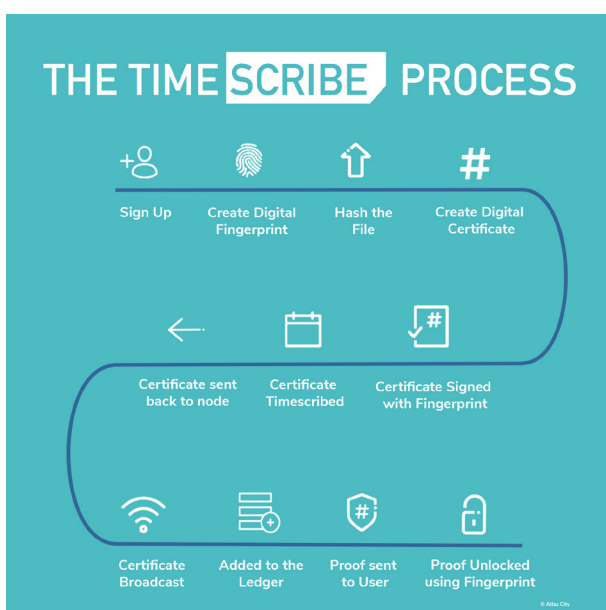 THE TIME SCRIBE PROCESS
#
Sign Up
Create Digital
Fingerprint
Hash the
File
Create Digital
Certificate
#
Certificate Signed
with Fingerprint
Certificate
Timescribed
Certificate sent
back to node
Certificate
Broadcast
Added to the
Ledger
#
Proof sent
to User
Proof Unlocked
using Fingerprint
© Atlas City